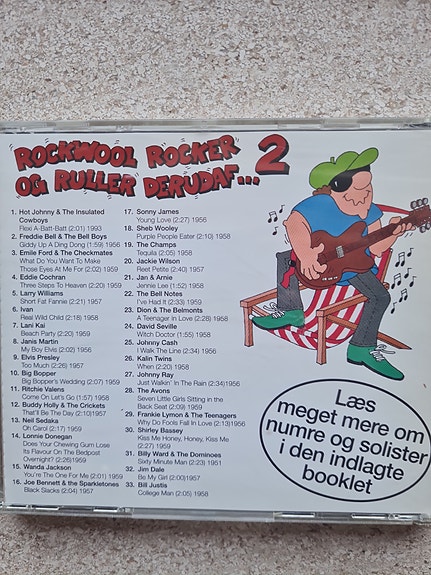 ROCKWOOL ROCKER
OG RULLER DERUDAF... 2
1. Hot Johnny & The Insulated
Cowboys
Flexi A-Batt-Batt (2:01) 1993
2. Freddie Bell & The Bell Boys
Giddy Up A Ding Dong (1:59) 1956
3. Emile Ford & The Checkmates
What Do You Want To Make
Those Eyes At Me For (2:02) 1959
4. Eddie Cochran
Three Steps To Heaven (2:20) 1959
5. Larry Williams
Short Fat Fannie (2:21) 1957
6. Ivan
Real Wild Child (2:18) 1958
7. Lani Kai
Beach Party (2:20) 1959
8. Janis Martin
My Boy Elvis (2:02) 1956
9. Elvis Presley
Too Much (2:26) 1957
10. Big Bopper
Big Bopper's Wedding (2:07) 1959
11. Ritchie Valens
Come On Let's Go (1:57) 1958
12. Buddy Holly & The Crickets
That'll Be The Day (2:10)1957
13. Neil Sedaka
Oh Carol (2:17) 1959
14. Lonnie Donegan
Does Your Chewing Gum Lose
Its Flavour On The Bedpost
Overnight? (2:26)1959
15. Wanda Jackson
You're The One For Me (2:01) 1959
16. Joe Bennett & the Sparkletones
Black Slacks (2:04) 1957
17. Sonny James
Young Love (2:27) 1956
18. Sheb Wooley
Purple People Eater (2:10) 1958
19. The Champs
Tequila (2:05) 1958
20. Jackie Wilson
Reet Petite (2:40) 1957
21. Jan & Arnie
Jennie Lee (1:52) 1958
22. The Bell Notes
I've Had It (2:33) 1959
23. Dion & The Belmonts
A Teenager In Love (2:28) 1958
24. David Seville
Witch Doctor (1:55) 1958
25. Johnny Cash
I Walk The Line (2:34) 1956
26. Kalin Twins
When (2:20) 1958
27. Johnny Ray
Just Walkin' In The Rain (2:34)1956
28. The Avons
Seven Little Girls Sitting in the
Back Seat (2:09) 1959
29. Frankie Lymon & The Teenagers
Why Do Fools Fall In Love (2:13)1956
30. Shirley Bassey
Kiss Me Honey, Honey, Kiss Me
(2:27) 1959
31. Billy Ward & The Dominoes
Sixty Minute Man (2:23) 1951
32. Jim Dale
Be My Girl (2:00)1957
33. Bill Justis
College Man (2:05) 1958
Læs
meget mere om
numre og solister
i den indlagte
booklet